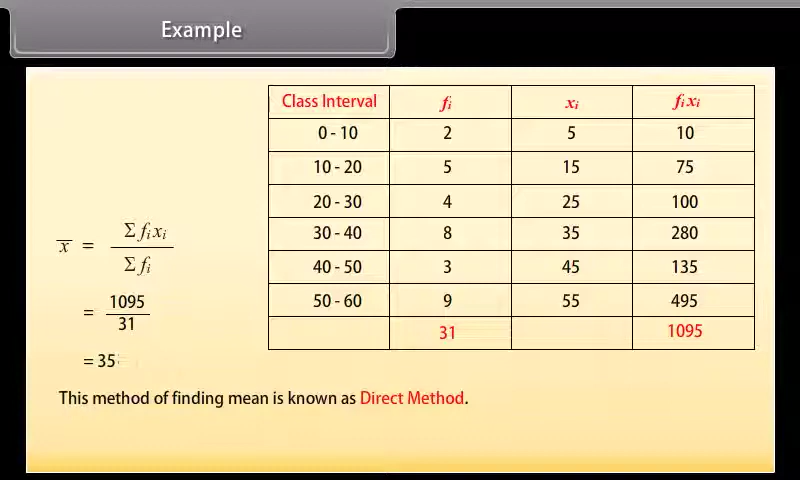 Example
Class Interval fᵢ xᵢ fᵢxᵢ
0 - 10 2 5 10
10 - 20 5 15 75
20 - 30 4 25 100
30 - 40 8 35 280
40 - 50 3 45 135
50 - 60 9 55 495
31 1095
x̅ = Σ fᵢxᵢ / Σ fᵢ
= 1095 / 31
= 35
This method of finding mean is known as Direct Method.